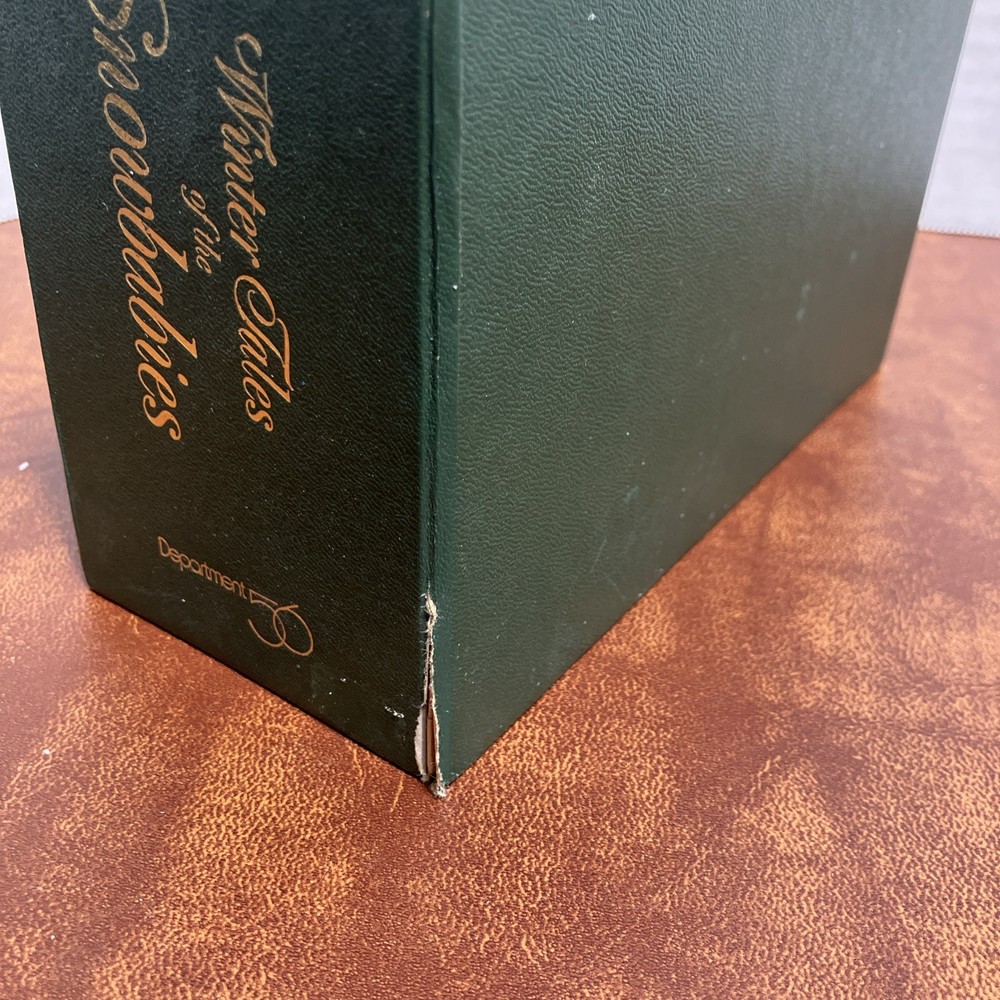 Winter Tales
of the
Snowbabies
Department 56